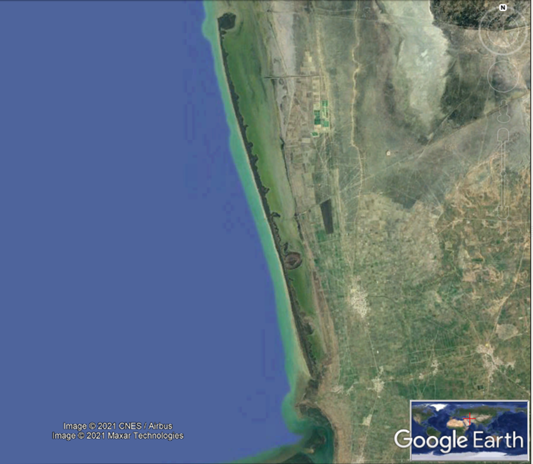 N
Image © 2021 CNES / Airbus
Image © 2021 Maxar Technologies
Google Earth